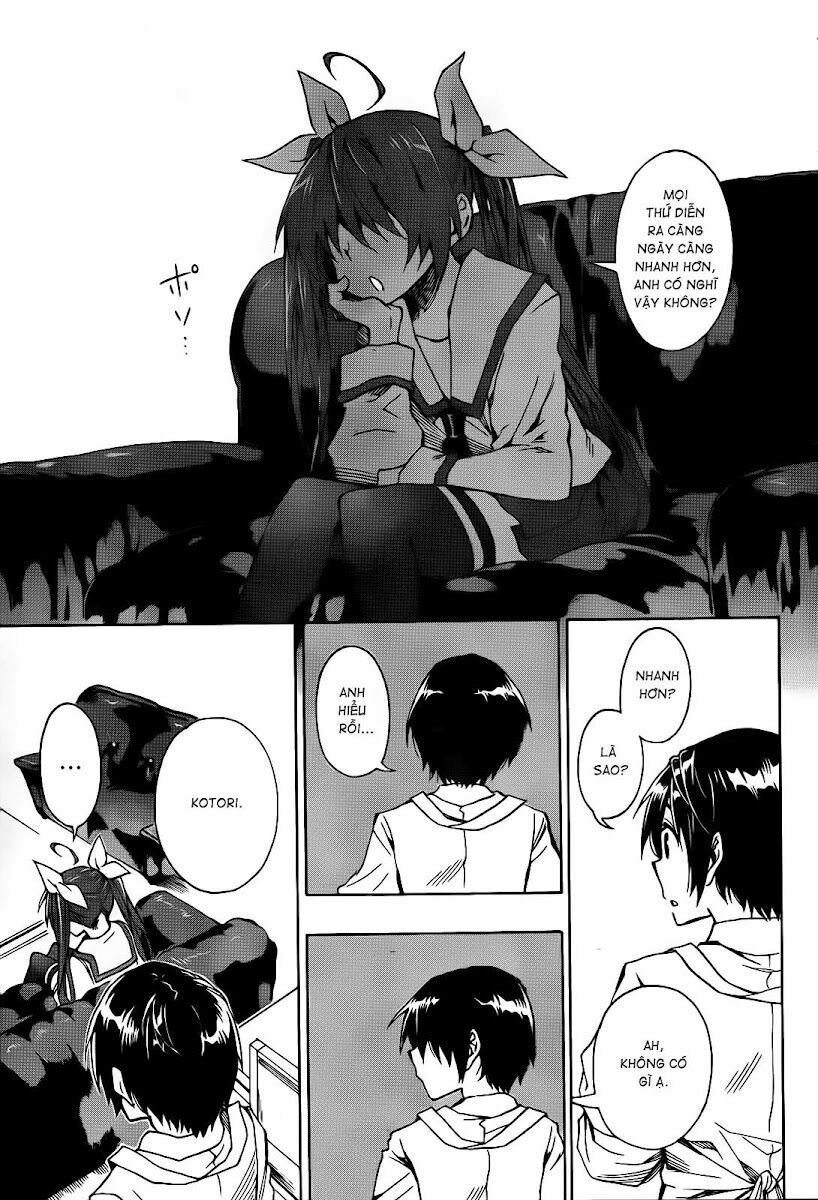 MỌI
THỨ DIỄN
RA CÀNG
NGÀY CÀNG
NHANH HƠN,
ANH CÓ NGHĨ
VẬY KHÔNG?
ポソ…
NHANH
HƠN?
LÀ
SAO?
AH,
KHÔNG CÓ
GÌ Ạ.
ANH
HIỂU
RỒI...
KOTORI.
...